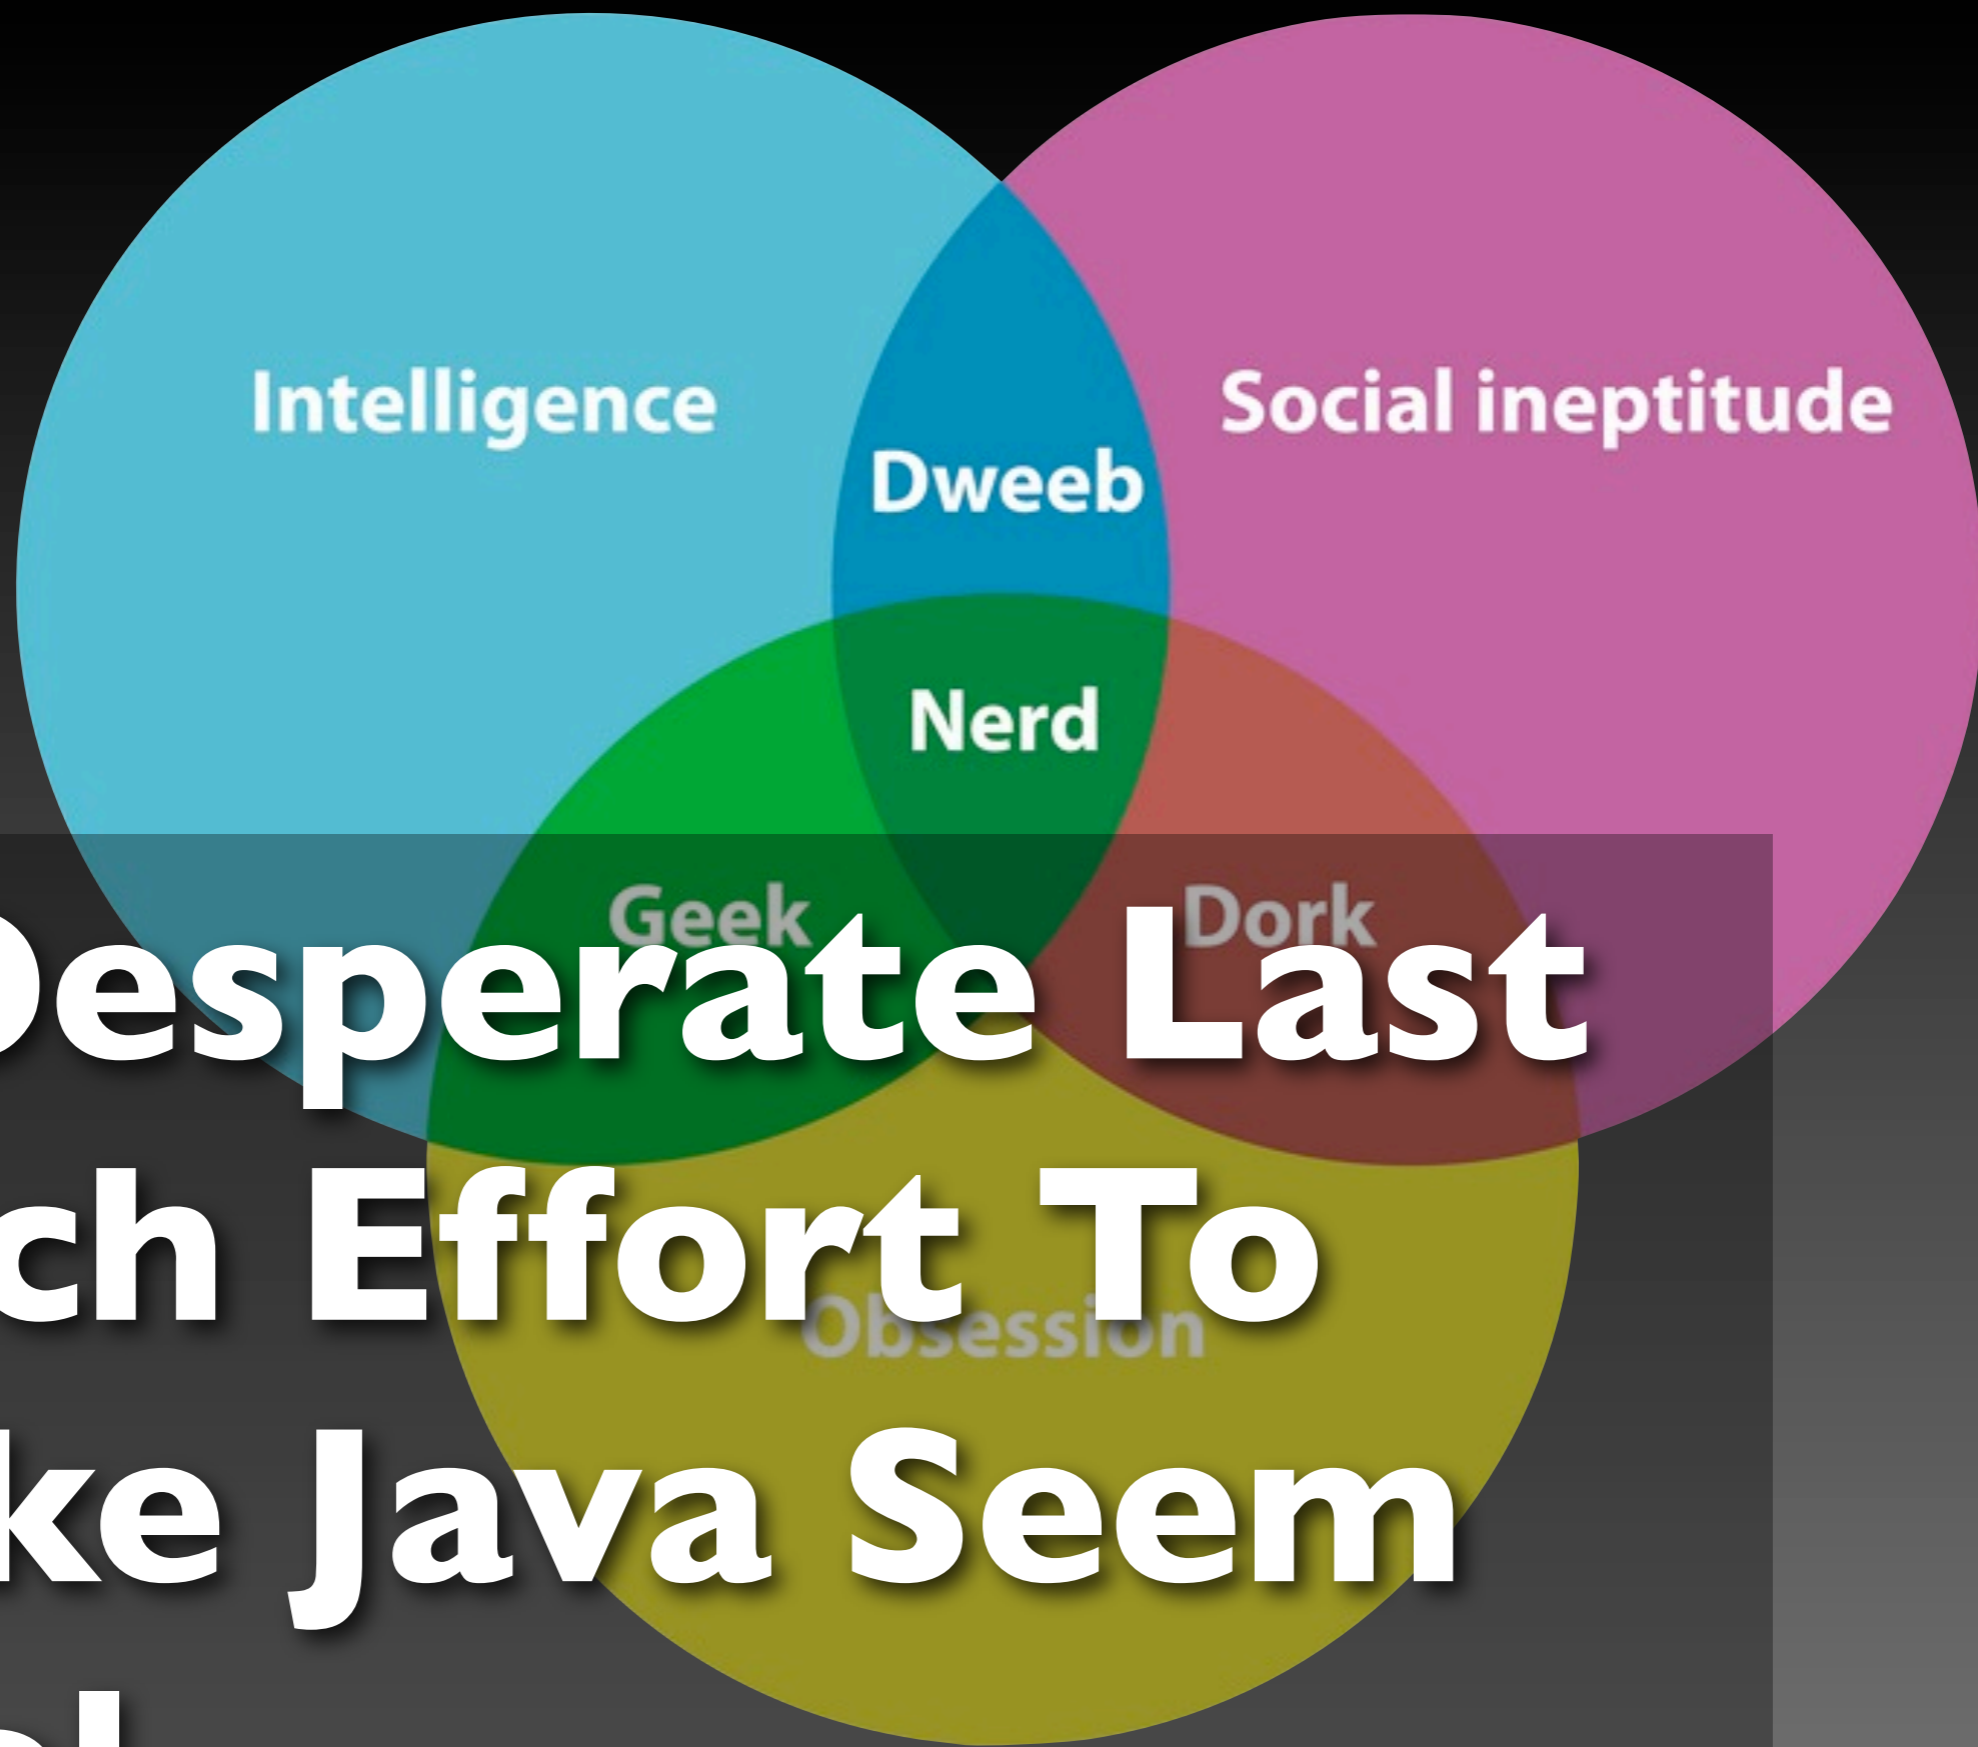 Intelligence
Social ineptitude
Dweeb
Nerd
Geek
Dork
Desperate Last
ch Effort To
Obsession
ke Java Seem